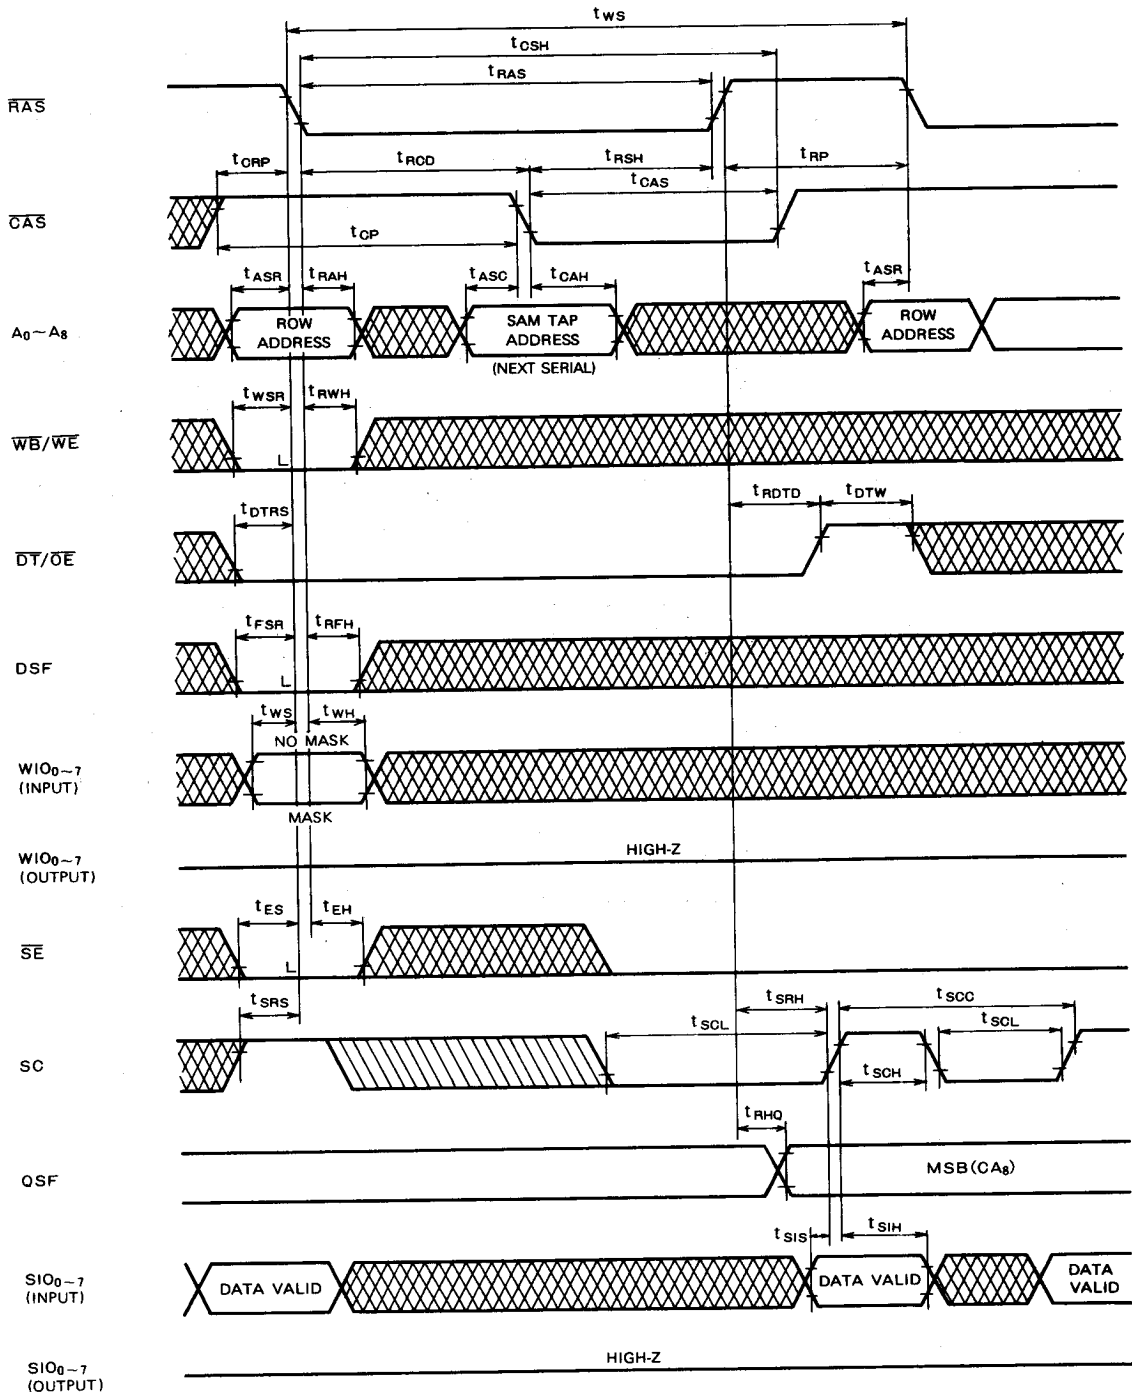 tWS
tCSH
tRAS
RAS
tCRP tRCD tRSH tRP
tCAS
CAS
tCP
tASR tRAH tASC tCAH tASR
A0~A8 ROW ADDRESS SAM TAP ADDRESS ROW ADDRESS
(NEXT SERIAL)
tWSR tRWH
WB/WE L
tRDTD tDTW
tDTRS
DT/OE
tFSR tRFH
DSF L
tWS tWH
NO MASK
WIO0~7
(INPUT)
MASK
HIGH-Z
WIO0~7
(OUTPUT)
tES tEH
SE L
tSRS tSRH tSCC
tSCL tSCL
SC tSCH
tRHQ
QSF MSB(CA8)
tSIS tSIH
SIO0~7 DATA VALID DATA VALID DATA VALID
(INPUT)
HIGH-Z
SIO0~7
(OUTPUT)